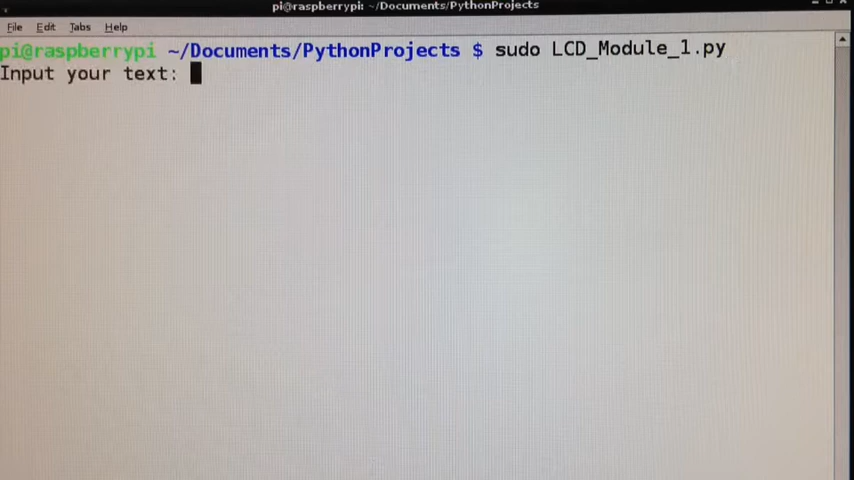 pi@raspberrypi: ~/Documents/PythonProjects
File Edit Tabs Help
pi@raspberrypi ~/Documents/PythonProjects $ sudo LCD_Module_1.py
Input your text: